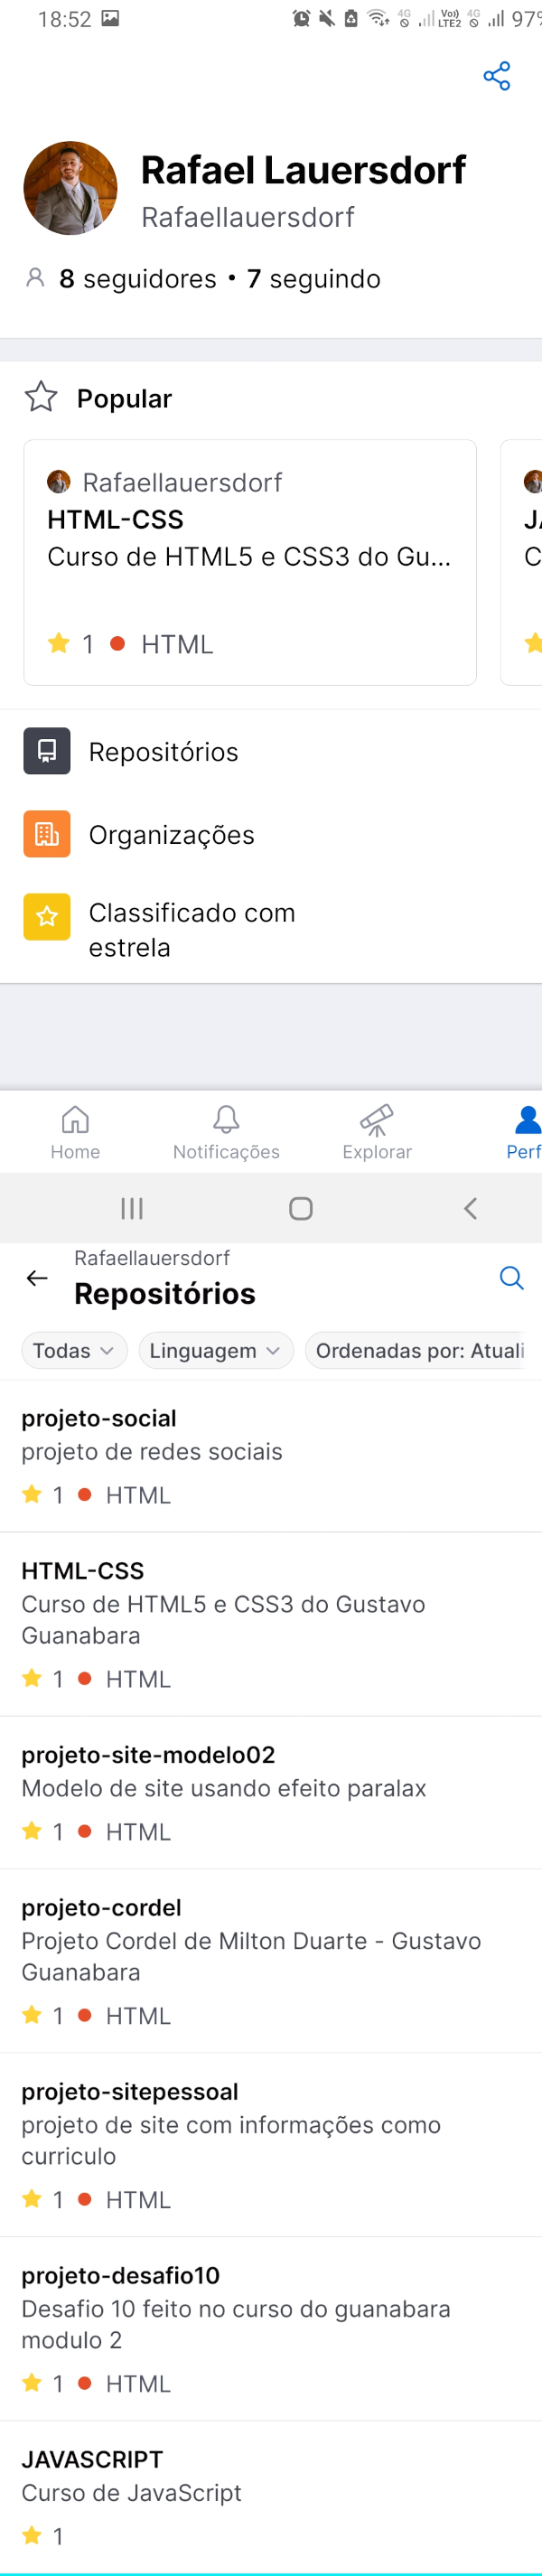 18:52
4G Vo)) LTE2 4G 97%
Rafael Lauersdorf
Rafaellauersdorf
8 seguidores • 7 seguindo
Popular
Rafaellauersdorf
HTML-CSS
Curso de HTML5 e CSS3 do Gu...
1 HTML
Repositórios
Organizações
Classificado com
estrela
Home Notificações Explorar Perf
Rafaellauersdorf
Repositórios
Todas Linguagem Ordenadas por: Atuali
projeto-social
projeto de redes sociais
1 HTML
HTML-CSS
Curso de HTML5 e CSS3 do Gustavo
Guanabara
1 HTML
projeto-site-modelo02
Modelo de site usando efeito paralax
1 HTML
projeto-cordel
Projeto Cordel de Milton Duarte - Gustavo
Guanabara
1 HTML
projeto-sitepessoal
projeto de site com informações como
curriculo
1 HTML
projeto-desafio10
Desafio 10 feito no curso do guanabara
modulo 2
1 HTML
JAVASCRIPT
Curso de JavaScript
1